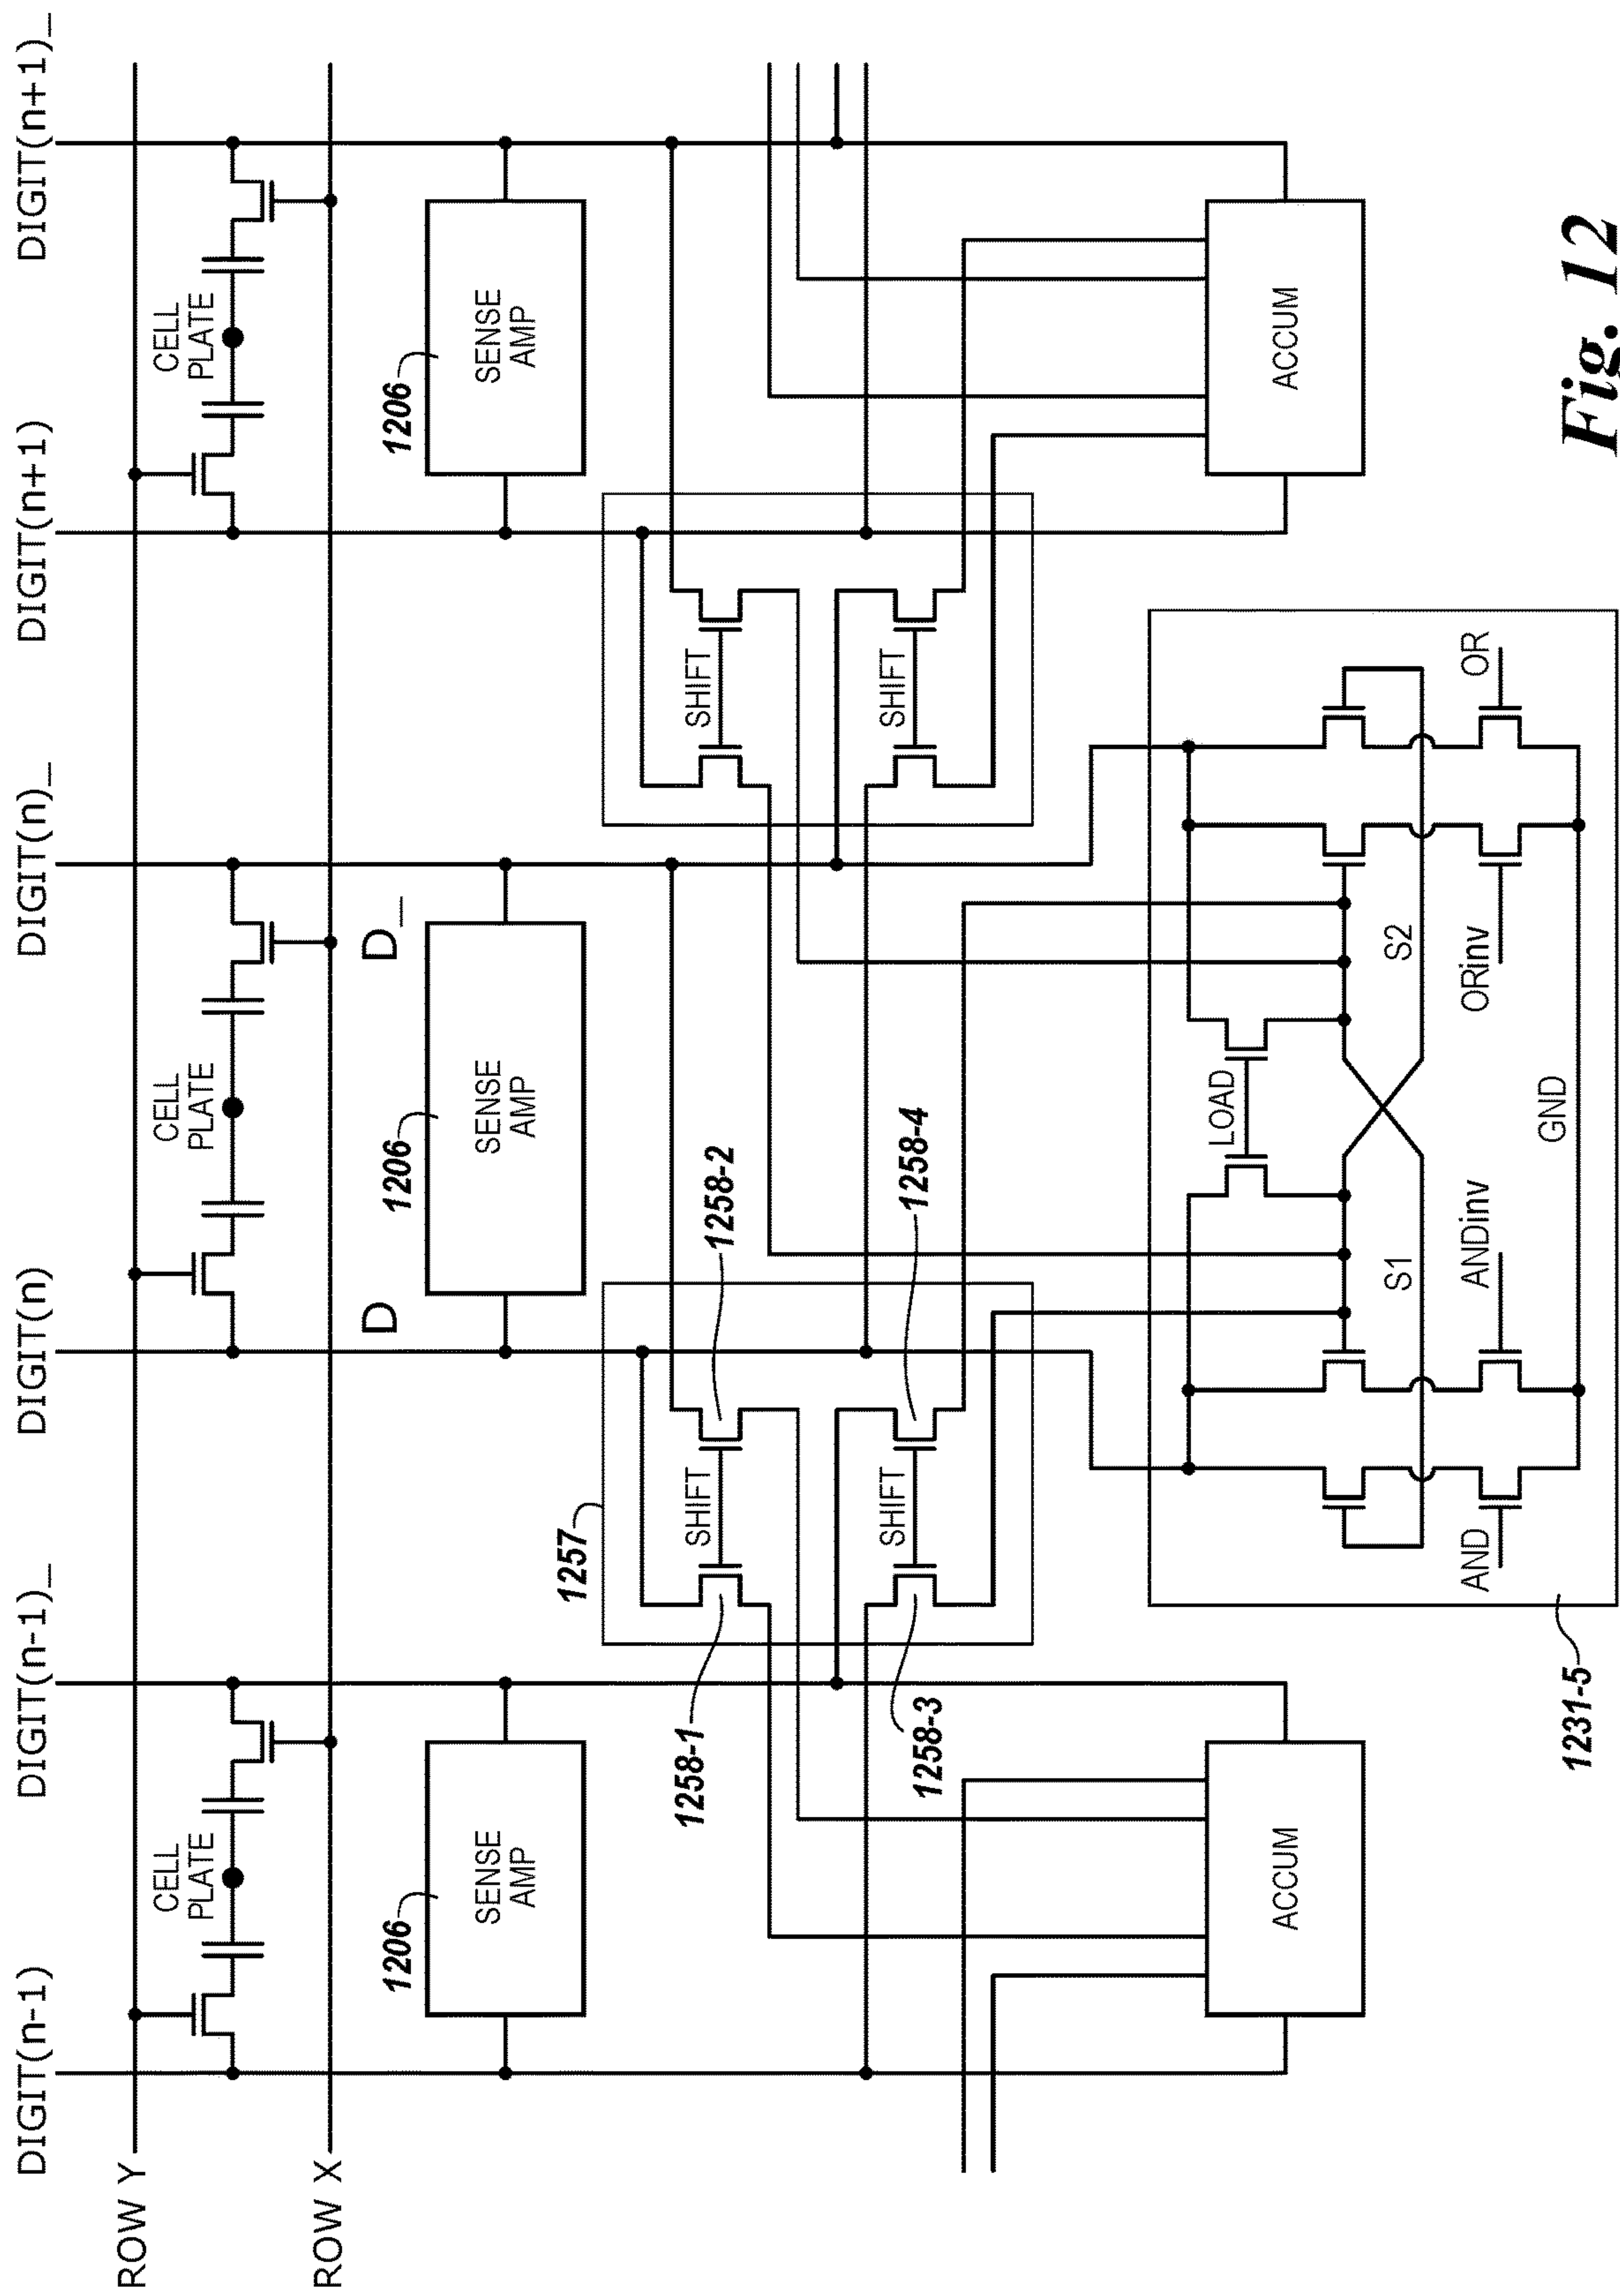 DIGIT(n-1)
DIGIT(n-1)_
DIGIT(n)
DIGIT(n)_
DIGIT(n+1)
DIGIT(n+1)_
ROW Y
CELL
PLATE
CELL
PLATE
CELL
PLATE
ROW X
D
D_
1206
SENSE
AMP
1206
SENSE
AMP
1206
SENSE
AMP
1257
1258-1
SHIFT
1258-2
SHIFT
1258-3
SHIFT
1258-4
SHIFT
ACCUM
LOAD
ACCUM
S1
S2
AND
ANDinv
ORinv
OR
GND
1231-5
Fig. 12